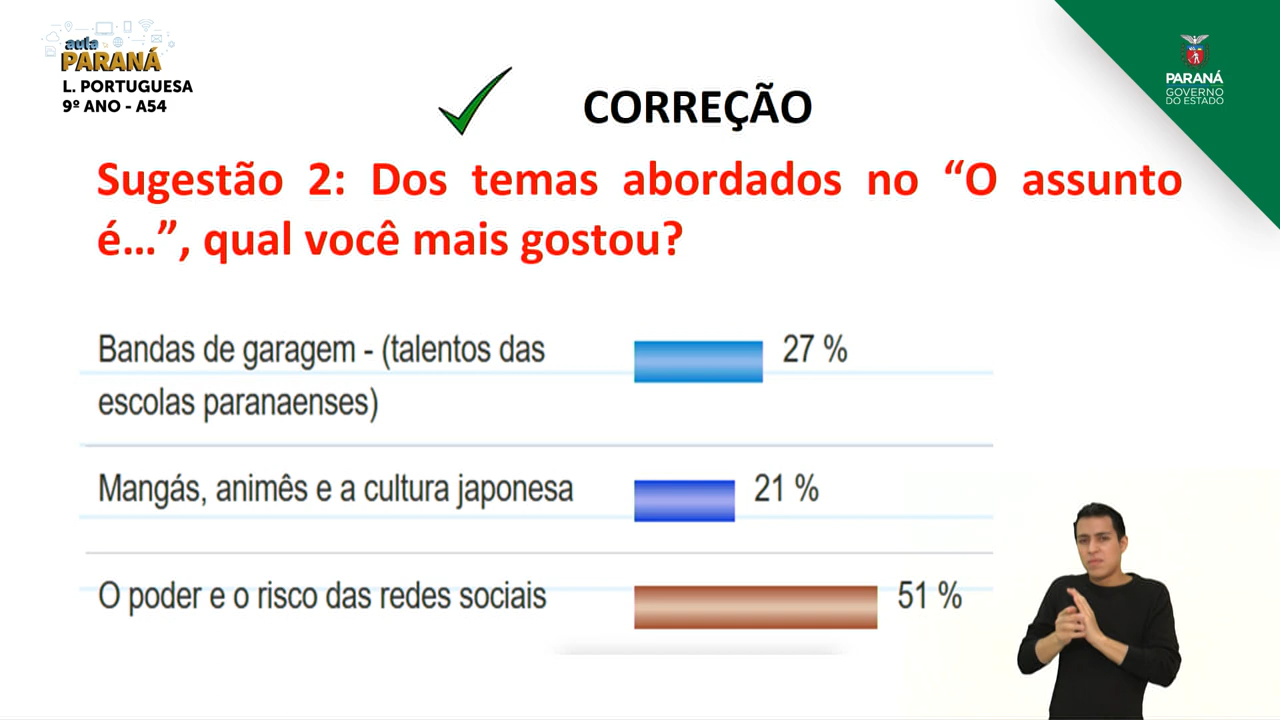 aula
PARANÁ
L. PORTUGUESA
9º ANO - A54
PARANÁ
GOVERNO
DO ESTADO
CORREÇÃO
Sugestão 2: Dos temas abordados no “O assunto
é...”, qual você mais gostou?
Bandas de garagem - (talentos das
escolas paranaenses)
27 %
Mangás, animês e a cultura japonesa
21 %
O poder e o risco das redes sociais
51 %